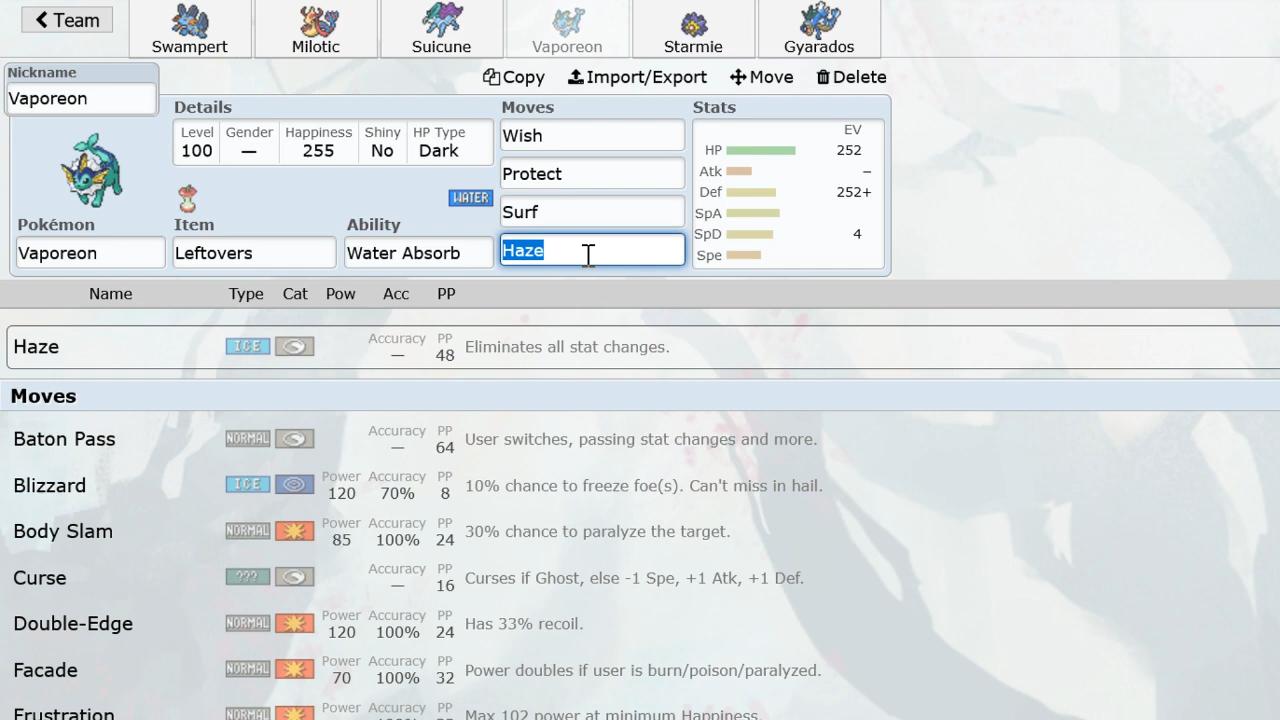 Team
Swampert
Milotic
Suicune
Vaporeon
Starmie
Gyarados
Copy Import/Export Move Delete
Nickname
Vaporeon
Details
Level Gender Happiness Shiny HP Type
100 — 255 No Dark
WATER
Pokémon Item Ability
Vaporeon Leftovers Water Absorb
Moves
Wish
Protect
Surf
Haze
Stats
EV
HP 252
Atk –
Def 252+
SpA
SpD 4
Spe
Name Type Cat Pow Acc PP
Haze ICE Accuracy — PP 48 Eliminates all stat changes.
Moves
Baton Pass NORMAL Accuracy — PP 64 User switches, passing stat changes and more.
Blizzard ICE Power 120 Accuracy 70% PP 8 10% chance to freeze foe(s). Can't miss in hail.
Body Slam NORMAL Power 85 Accuracy 100% PP 24 30% chance to paralyze the target.
Curse ??? Accuracy — PP 16 Curses if Ghost, else -1 Spe, +1 Atk, +1 Def.
Double-Edge NORMAL Power 120 Accuracy 100% PP 24 Has 33% recoil.
Facade NORMAL Power 70 Accuracy 100% PP 32 Power doubles if user is burn/poison/paralyzed.
Frustration NORMAL Power Accuracy PP Max 102 power at minimum Happiness.